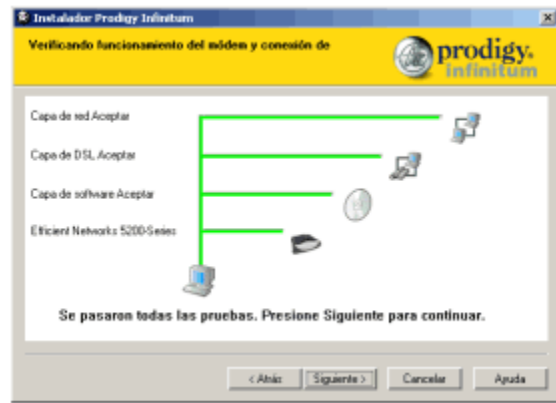 Instalador Prodigy Infinitum
Verificando funcionamiento del módem y conexión de
prodigy.
infinitum
Capa de red Aceptar
Capa de DSL Aceptar
Capa de software Aceptar
Efficient Networks 5200-Series
Se pasaron todas las pruebas. Presione Siguiente para continuar.
< Atrás Siguiente > Cancelar Ayuda